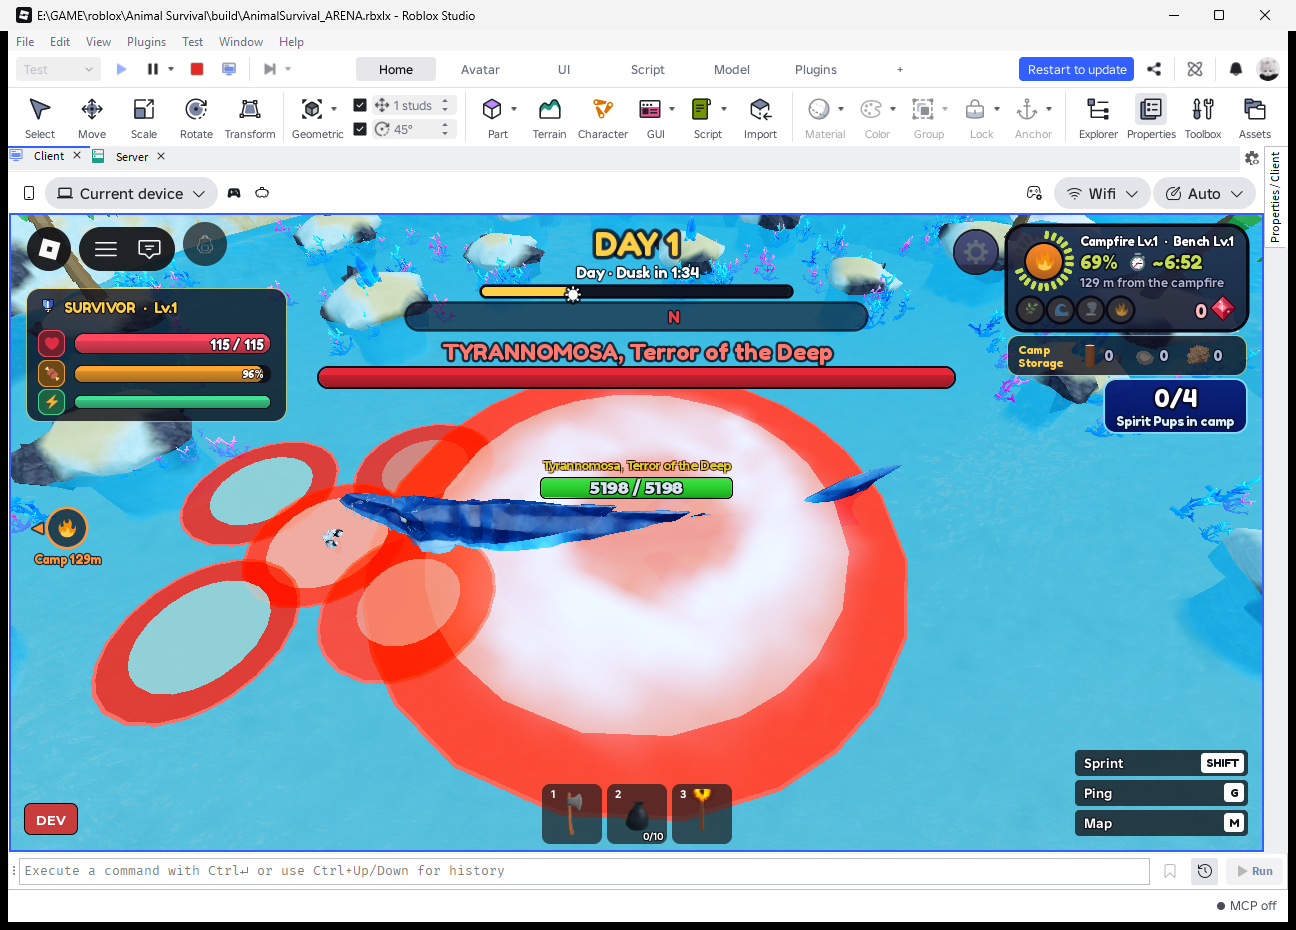 E:\GAME\roblox\Animal Survival\build\AnimalSurvival_ARENA.rbxlx - Roblox Studio
File Edit View Plugins Test Window Help
Test Home Avatar UI Script Model Plugins + Restart to update
1 studs
45°
Select Move Scale Rotate Transform Geometric Part Terrain Character GUI Script Import Material Color Group Lock Anchor Explorer Properties Toolbox Assets
Client Server
Properties / Client
Current device Wifi Auto
DAY 1
Day · Dusk in 1:34
N
TYRANNOMOSA, Terror of the Deep
SURVIVOR · Lv.1
115 / 115
96%
Campfire Lv.1 · Bench Lv.1
69% ~6:52
129 m from the campfire
0
Camp Storage 0 0 0
0/4
Spirit Pups in camp
Tyrannomosa, Terror of the Deep
5198 / 5198
Camp 129m
Sprint SHIFT
Ping G
Map M
1 2 3
0/10
DEV
Execute a command with Ctrl↵ or use Ctrl+Up/Down for history
Run
MCP off